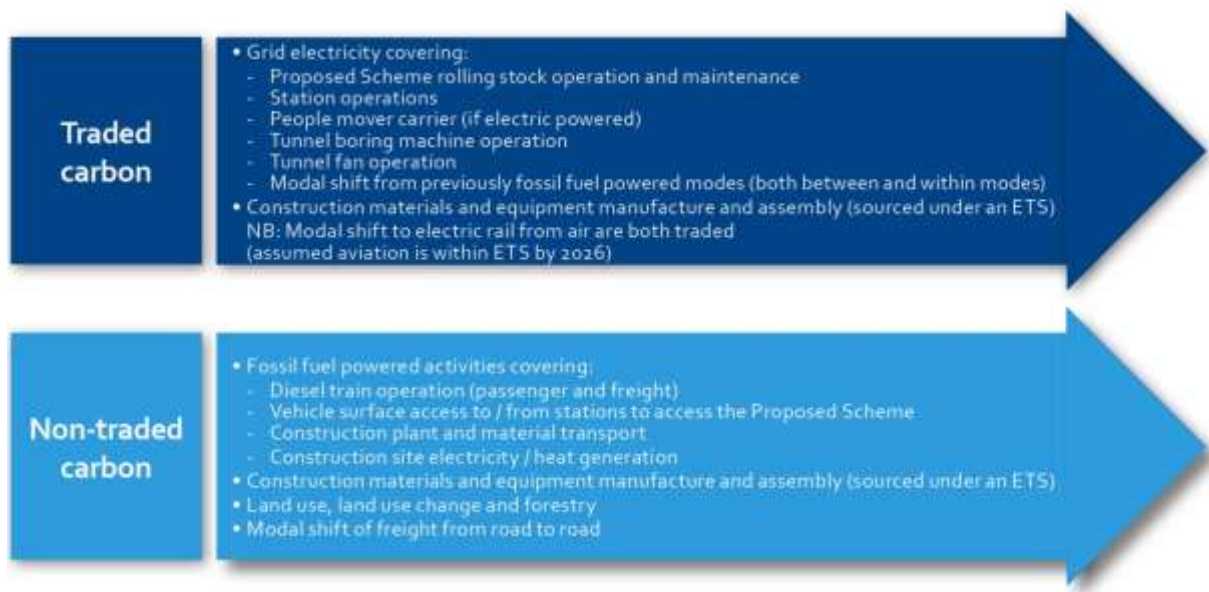 Traded
carbon
• Grid electricity covering:
- Proposed Scheme rolling stock operation and maintenance
- Station operations
- People mover carrier (if electric powered)
- Tunnel boring machine operation
- Tunnel fan operation
- Modal shift from previously fossil fuel powered modes (both between and within modes)
• Construction materials and equipment manufacture and assembly (sourced under an ETS)
NB: Modal shift to electric rail from air are both traded
(assumed aviation is within ETS by 2026)
Non-traded
carbon
• Fossil fuel powered activities covering:
- Diesel train operation (passenger and freight)
- Vehicle surface access to / from stations to access the Proposed Scheme
- Construction plant and material transport
- Construction site electricity / heat generation
• Construction materials and equipment manufacture and assembly (sourced under an ETS)
• Land use, land use change and forestry
• Modal shift of freight from road to road